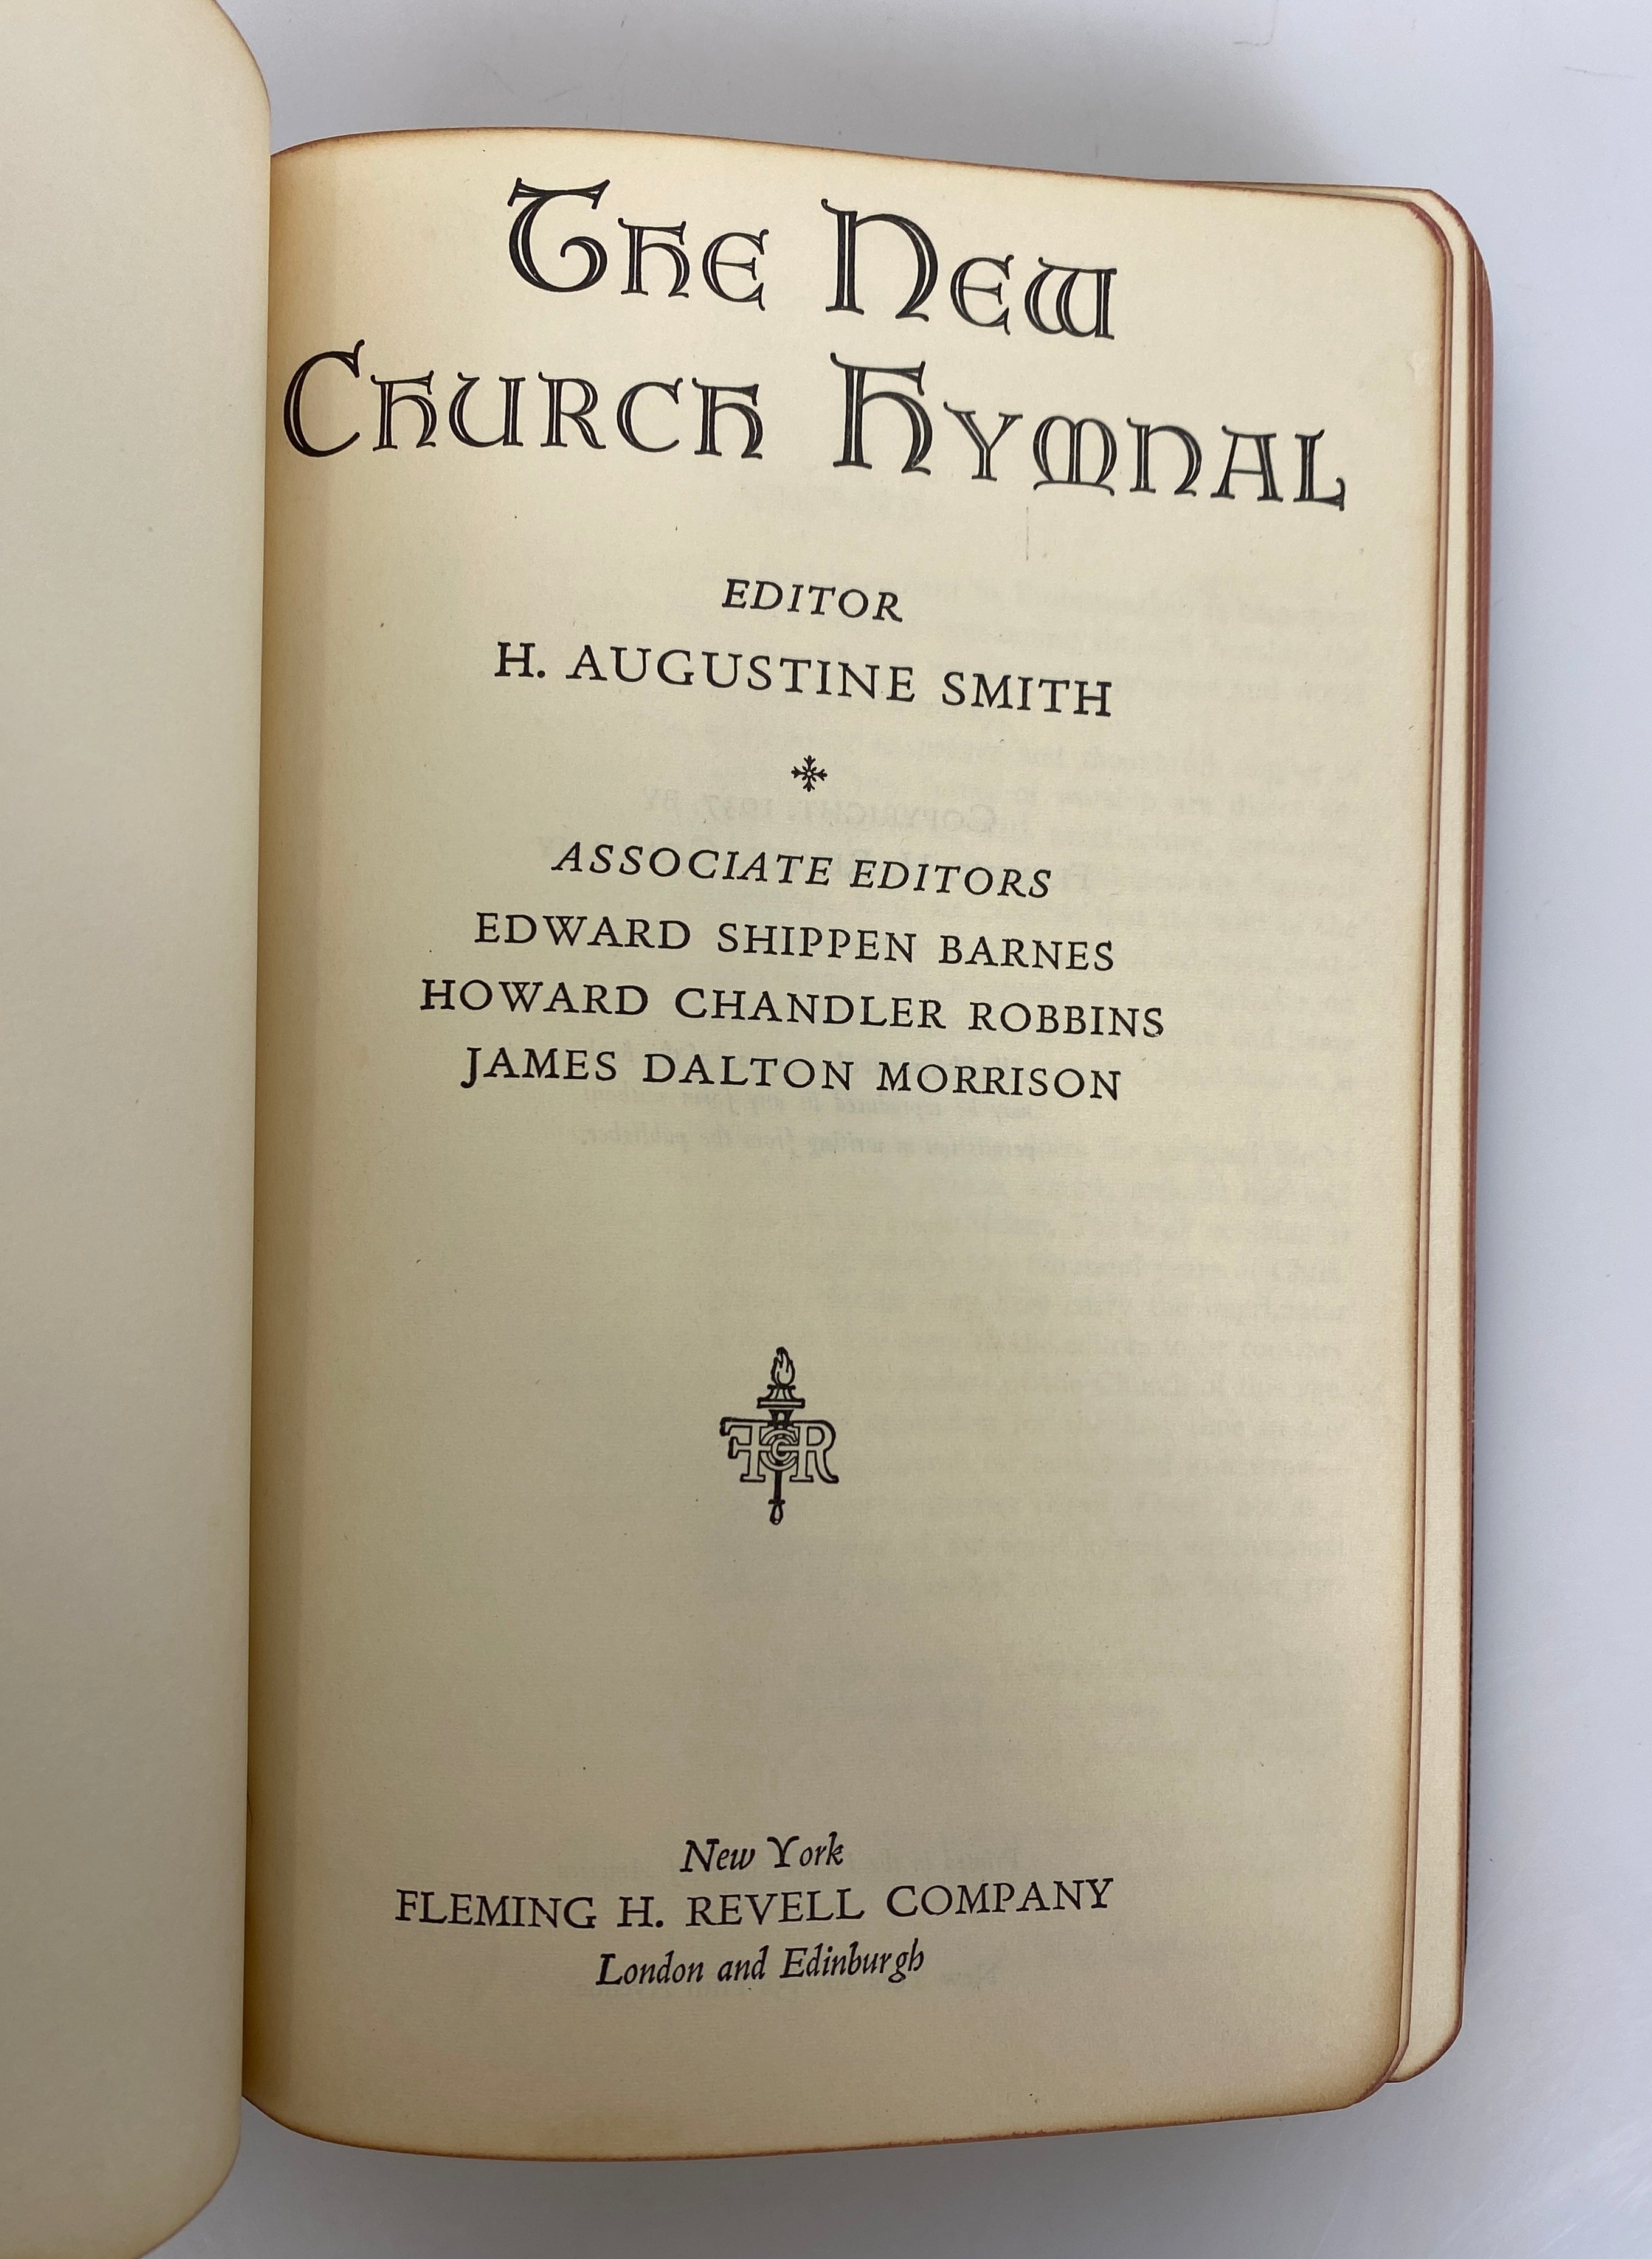 The New
Church Hymnal
EDITOR
H. AUGUSTINE SMITH
ASSOCIATE EDITORS
EDWARD SHIPPEN BARNES
HOWARD CHANDLER ROBBINS
JAMES DALTON MORRISON
FCR
New York
FLEMING H. REVELL COMPANY
London and Edinburgh